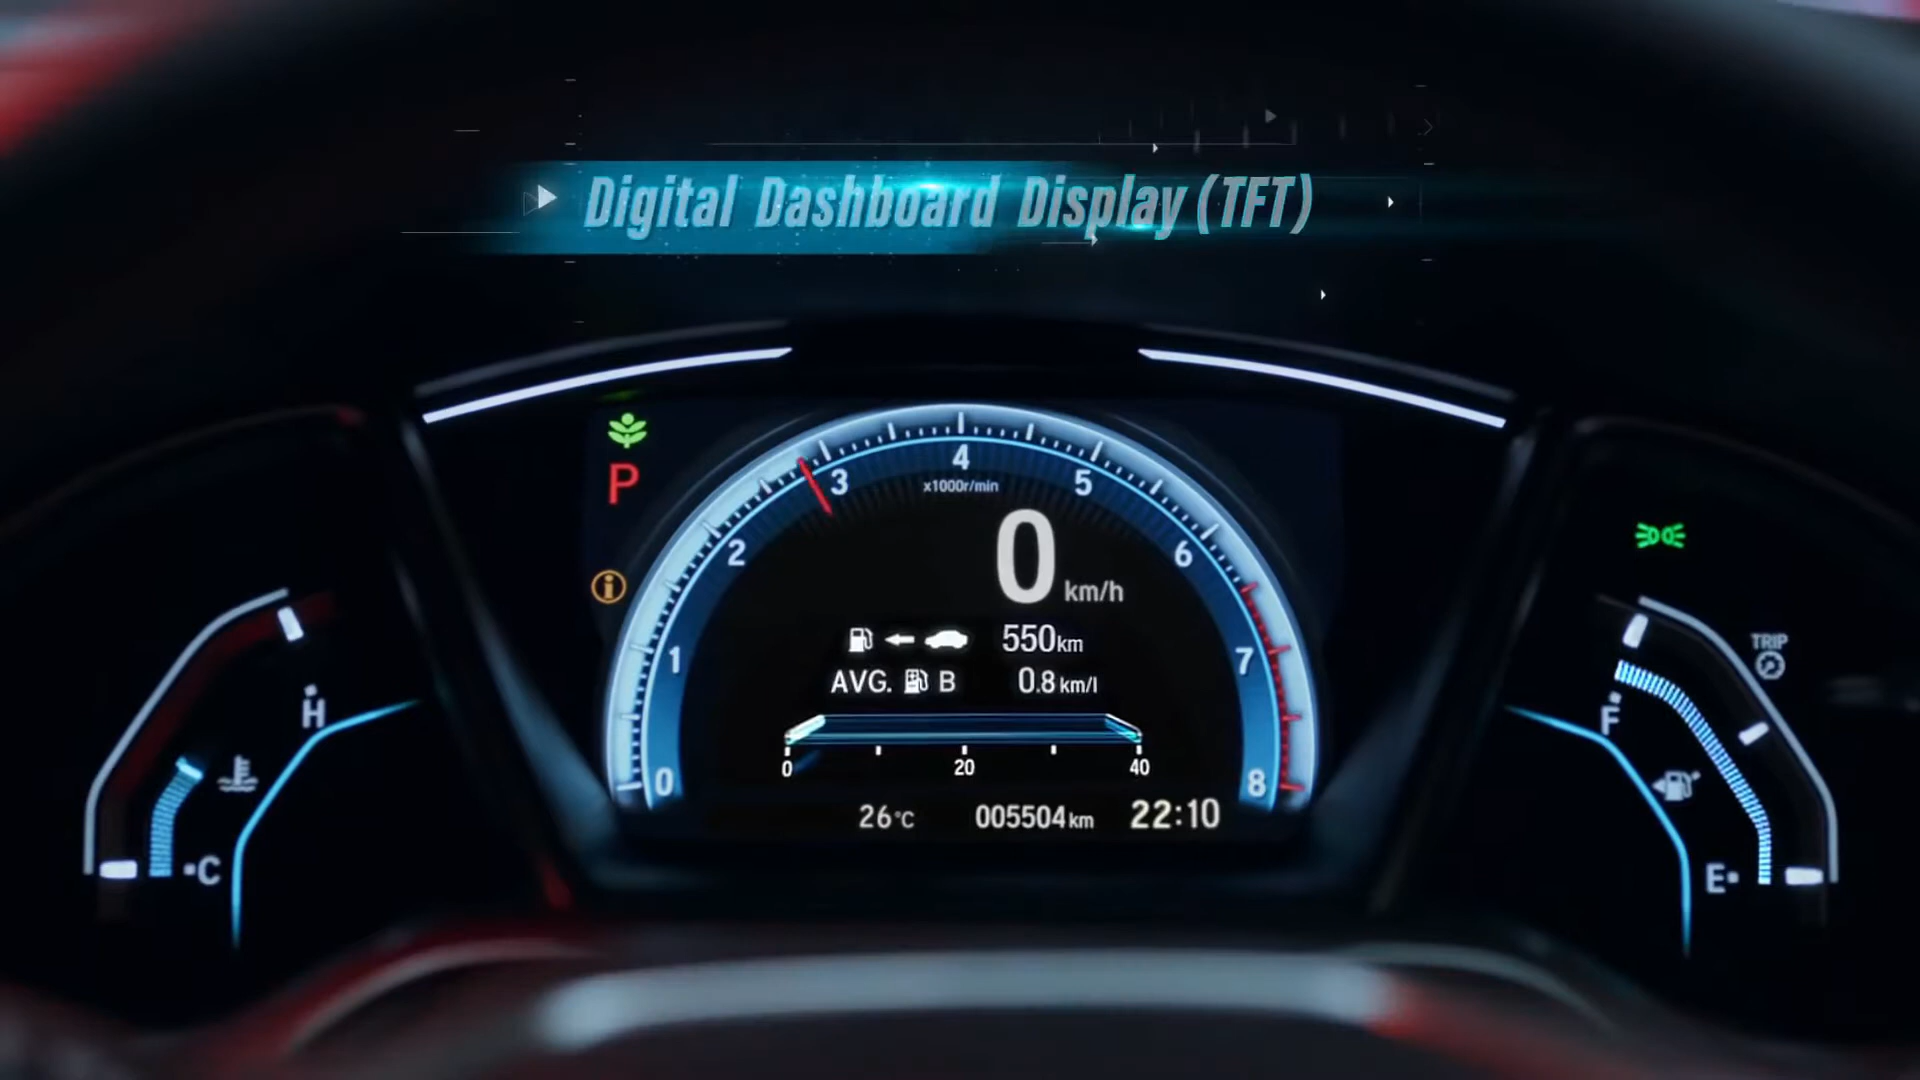 Digital Dashboard Display (TFT)
P
0 1 2 3 4 5 6 7 8
x1000r/min
0 km/h
550km
AVG. B 0.8 km/l
0 20 40
26°C 005504km 22:10
H
C
TRIP
F
E